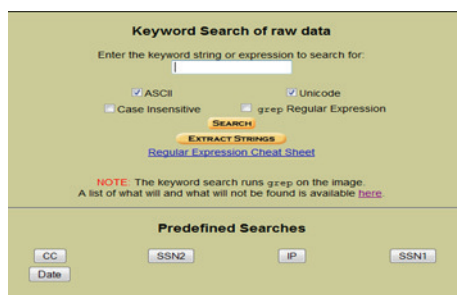 Keyword Search of raw data
Enter the keyword string or expression to search for:
ASCII Unicode
Case Insensitive grep Regular Expression
SEARCH
EXTRACT STRINGS
Regular Expression Cheat Sheet
NOTE: The keyword search runs grep on the image.
A list of what will and what will not be found is available here.
Predefined Searches
CC SSN2 IP SSN1
Date